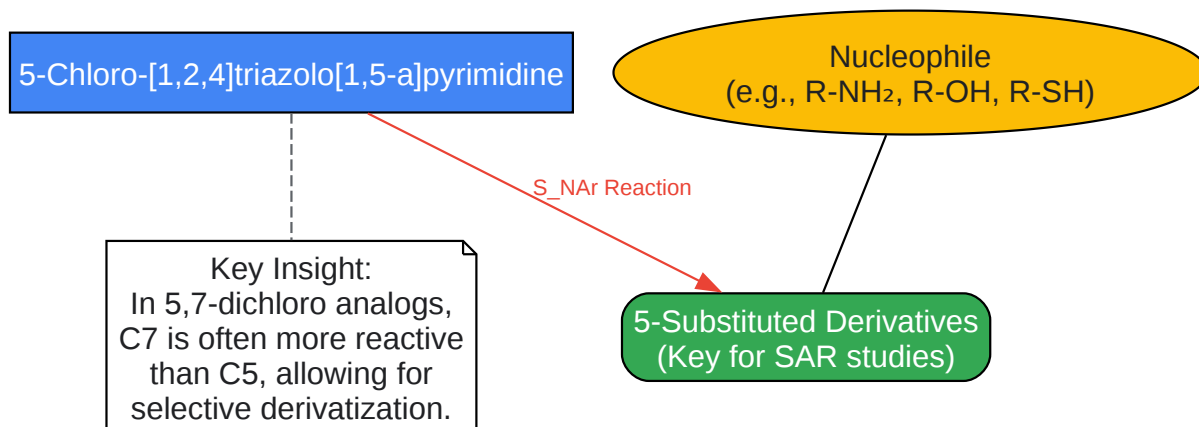 5-Chloro-[1,2,4]triazolo[1,5-a]pyrimidine
Nucleophile
(e.g., R-NH₂, R-OH, R-SH)
S_NAr Reaction
Key Insight:
In 5,7-dichloro analogs,
C7 is often more reactive
than C5, allowing for
selective derivatization.
5-Substituted Derivatives
(Key for SAR studies)